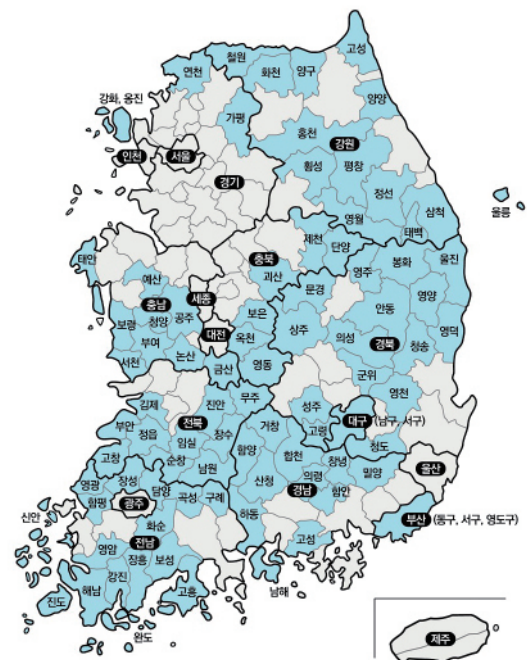 고성
철원
화천 양구
연천
양양
강화, 옹진
가평
홍천
강원
인천 서울
횡성 평창
경기
정선
삼척
울릉
영월
태백
제천 단양
충북
태안
봉화 울진
영주
예산
괴산
문경
세종
충남
영양
안동
보은
보령 청양 공주
상주
영덕
대전
의성
경북
청송
부여
옥천
논산
서천
금산 영동
군위
영천
무주
성주
김제
진안
거창
대구 (남구, 서구)
전북
고령
부안
장수
청도
정읍 임실
함양
합천 창녕
고창
순창
밀양
남원
울산
산청
의령
장성
영광
담양
경남
함안
곡성 구례
함평
광주
하동
부산 (동구, 서구, 영도구)
신안
화순
고성
전남
영암
장흥 보성
강진
해남
고흥
남해
진도
완도
제주